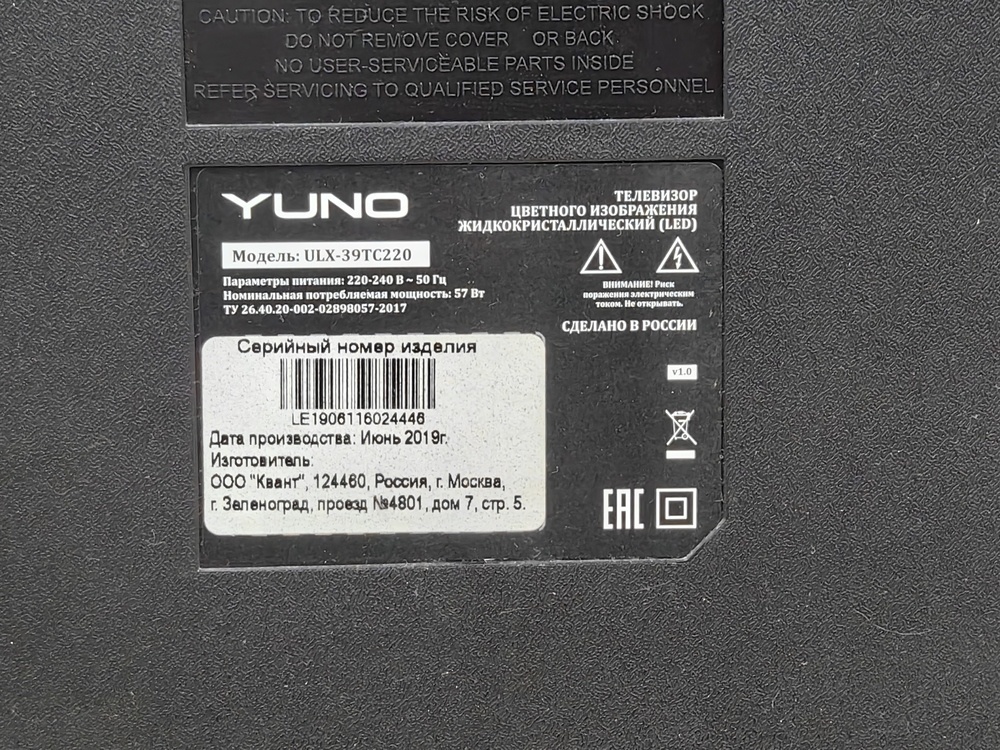 CAUTION: TO REDUCE THE RISK OF ELECTRIC SHOCK
DO NOT REMOVE COVER OR BACK.
NO USER-SERVICEABLE PARTS INSIDE
REFER SERVICING TO QUALIFIED SERVICE PERSONNEL
YUNO
Модель: ULX-39TC220
Параметры питания: 220-240 В ~ 50 Гц
Номинальная потребляемая мощность: 57 Вт
ТУ 26.40.20-002-02898057-2017
ТЕЛЕВИЗОР
ЦВЕТНОГО ИЗОБРАЖЕНИЯ
ЖИДКОКРИСТАЛЛИЧЕСКИЙ (LED)
ВНИМАНИЕ! Риск
поражения электрическим
током. Не открывать.
СДЕЛАНО В РОССИИ
v1.0
Серийный номер изделия
LE1906116024446
Дата производства: Июнь 2019г.
Изготовитель:
ООО "Квант", 124460, Россия, г. Москва,
г. Зеленоград, проезд №4801, дом 7, стр. 5.
EAC